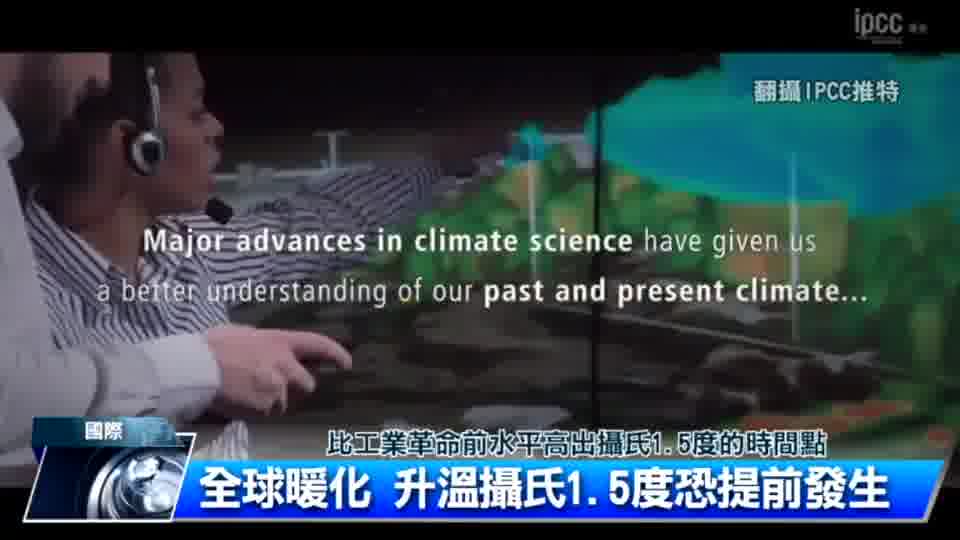 ipcc
翻攝IPCC推特
Major advances in climate science have given us
a better understanding of our past and present climate...
國際
比工業革命前水平高出攝氏1.5度的時間點
全球暖化 升溫攝氏1.5度恐提前發生